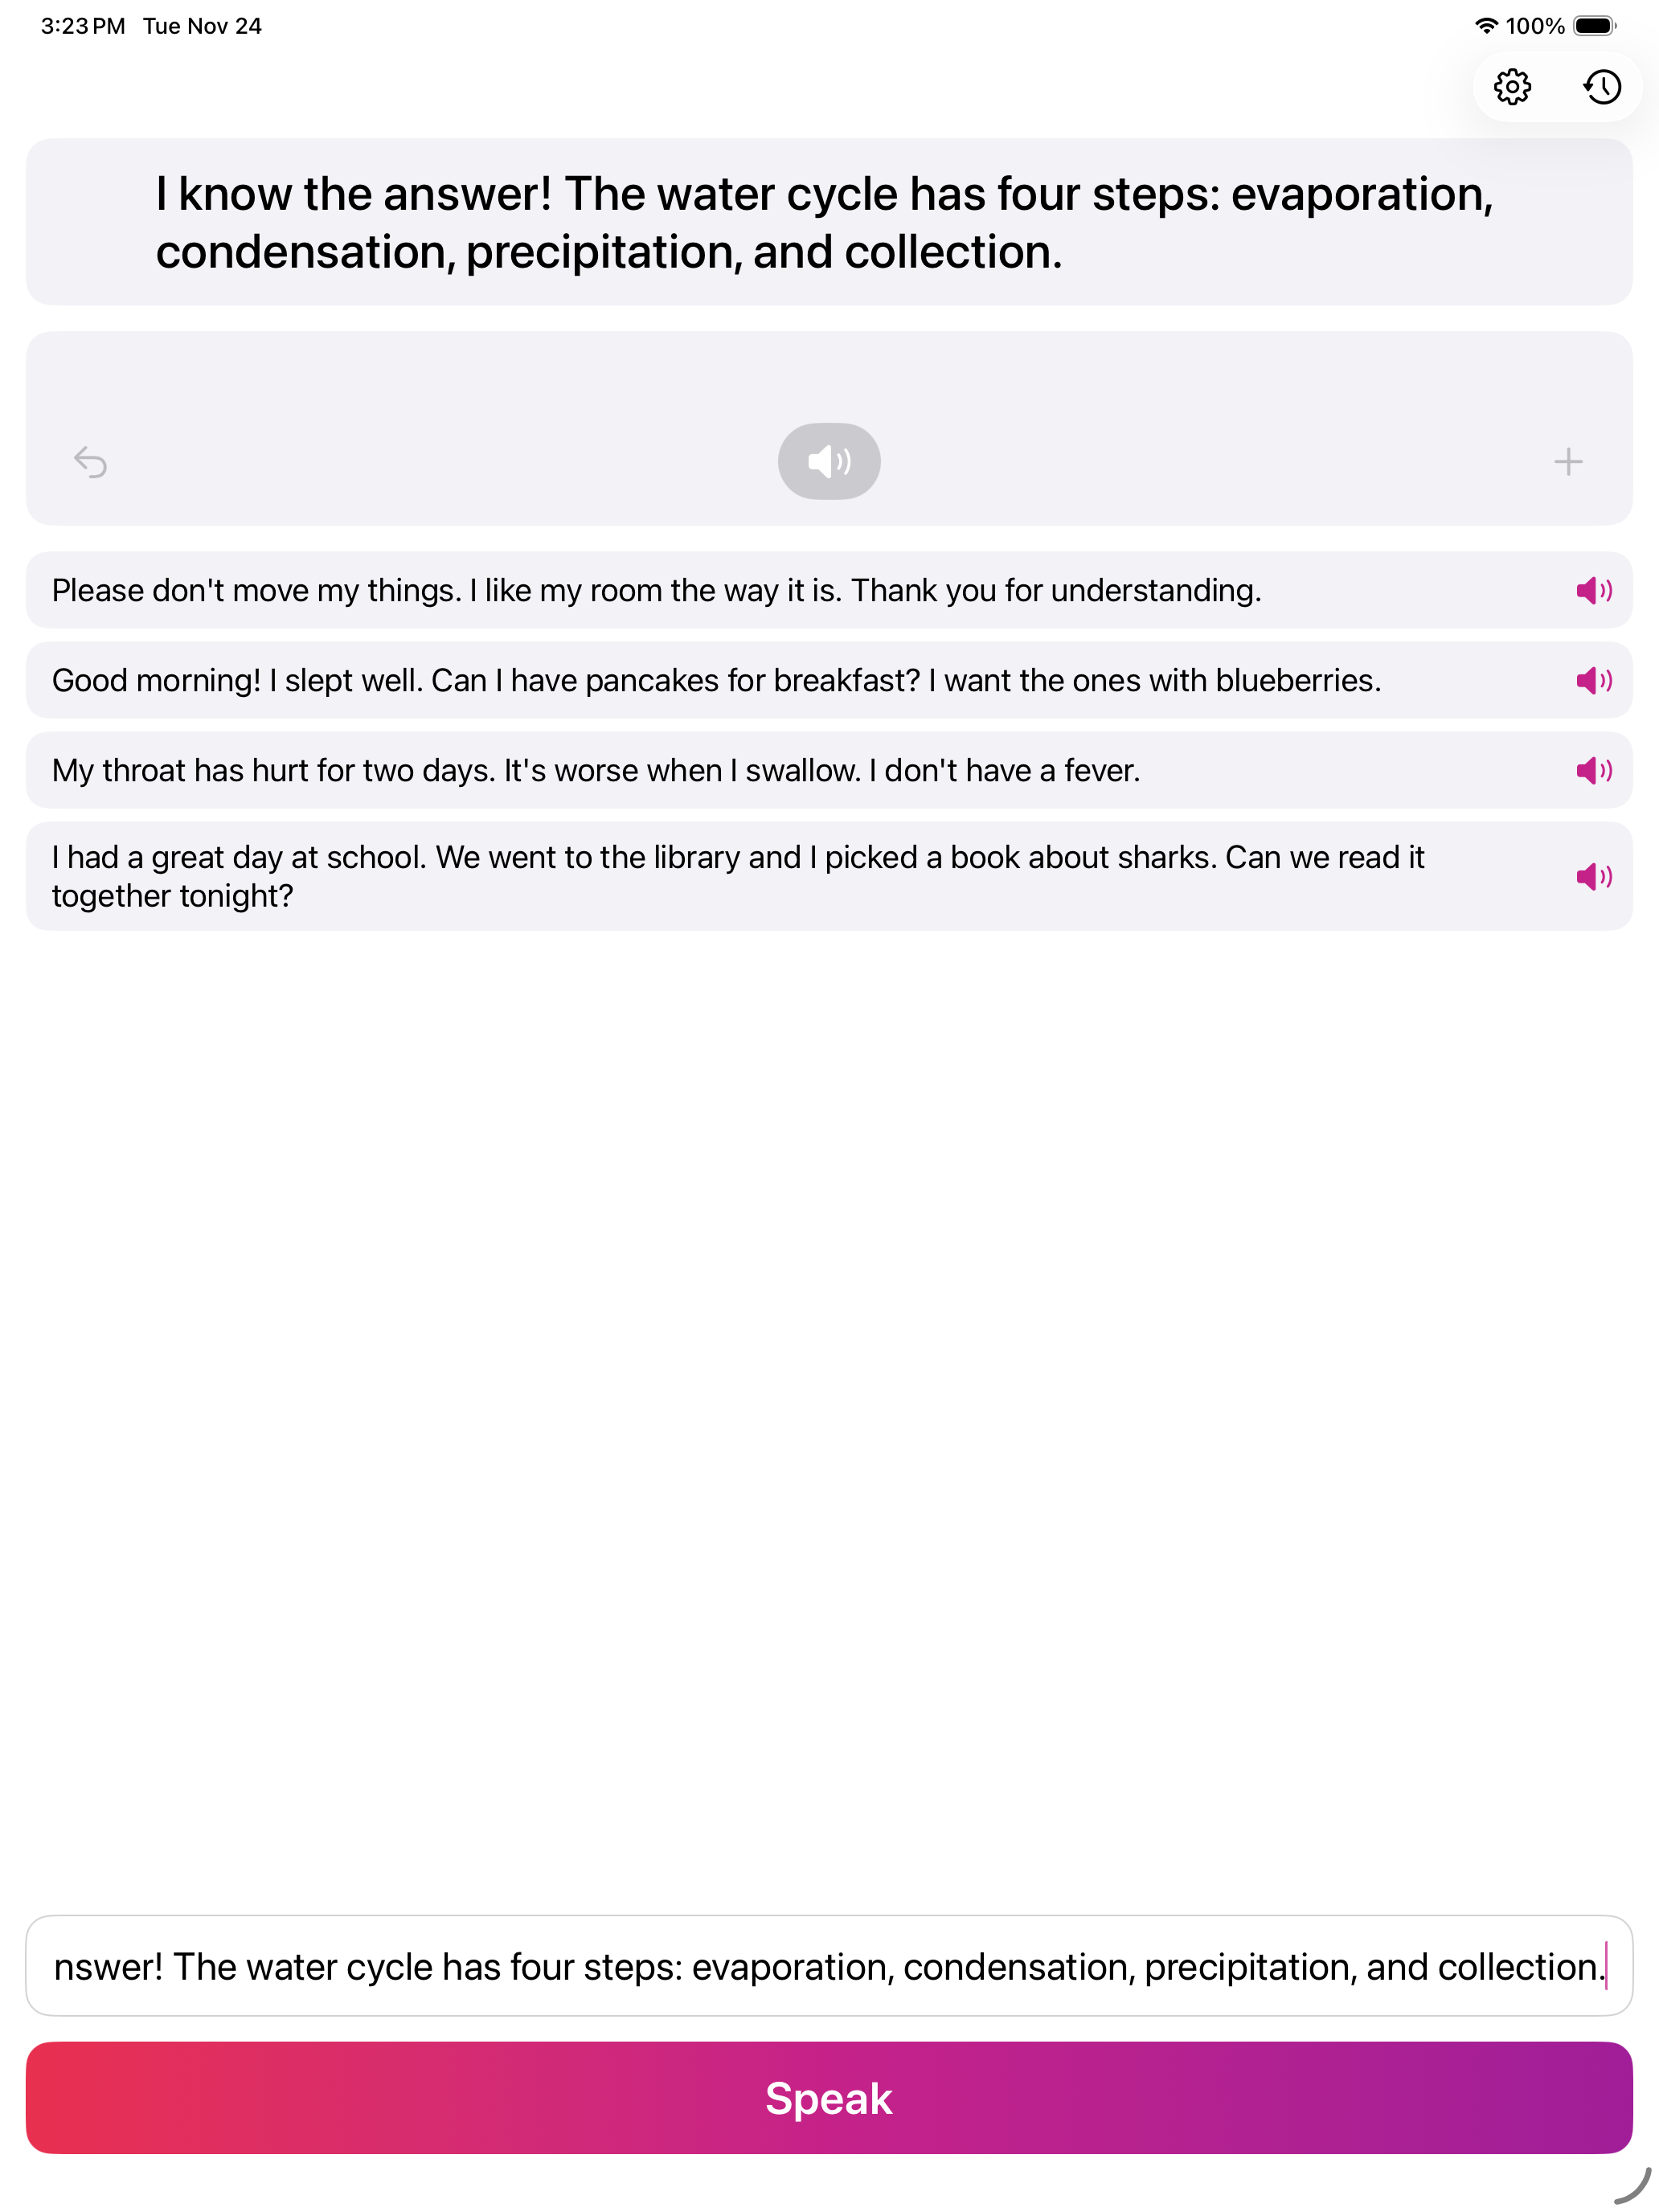 3:23 PM Tue Nov 24
100%
I know the answer! The water cycle has four steps: evaporation,
condensation, precipitation, and collection.
Please don't move my things. I like my room the way it is. Thank you for understanding.
Good morning! I slept well. Can I have pancakes for breakfast? I want the ones with blueberries.
My throat has hurt for two days. It's worse when I swallow. I don't have a fever.
I had a great day at school. We went to the library and I picked a book about sharks. Can we read it
together tonight?
nswer! The water cycle has four steps: evaporation, condensation, precipitation, and collection.
Speak